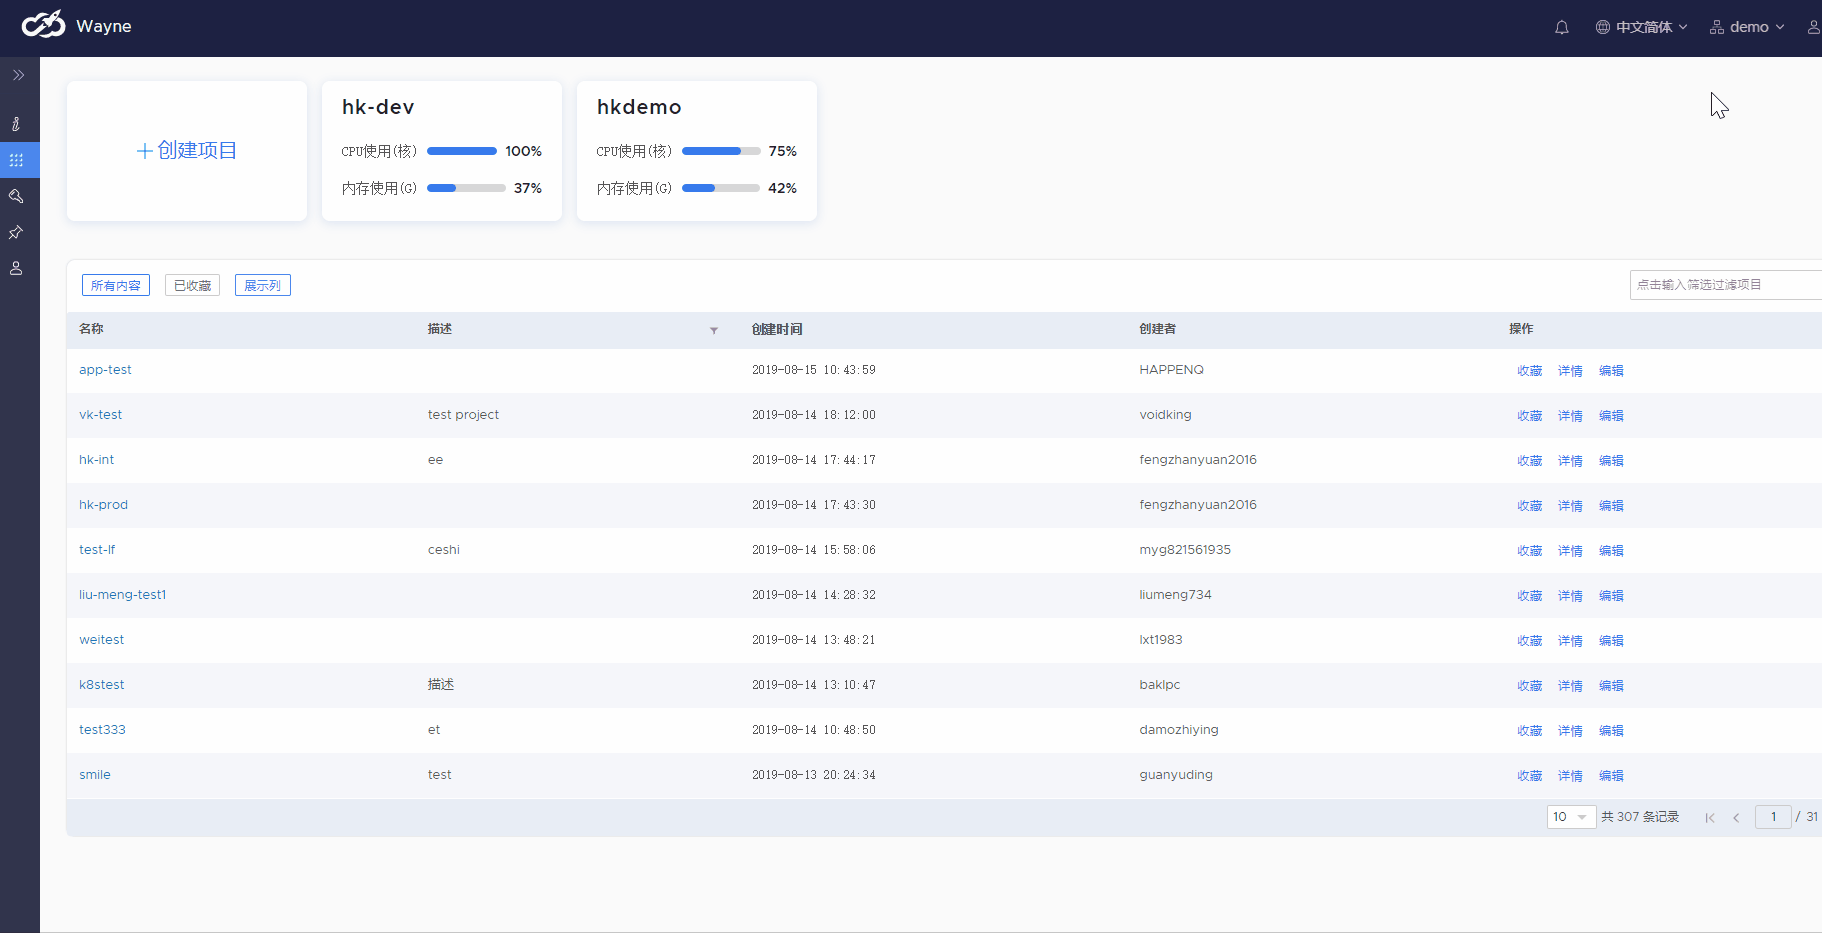 Wayne
中文简体 demo
创建项目
hk-dev
CPU使用(核) 100%
内存使用(G) 37%
hkdemo
CPU使用(核) 75%
内存使用(G) 42%
所有内容 已收藏 展示列 点击输入筛选过滤项目
名称 描述 创建时间 创建者 操作
app-test 2019-08-15 10:43:59 HAPPENQ 收藏 详情 编辑
vk-test test project 2019-08-14 18:12:00 voidking 收藏 详情 编辑
hk-int ee 2019-08-14 17:44:17 fengzhanyuan2016 收藏 详情 编辑
hk-prod 2019-08-14 17:43:30 fengzhanyuan2016 收藏 详情 编辑
test-lf ceshi 2019-08-14 15:58:06 myg821561935 收藏 详情 编辑
liu-meng-test1 2019-08-14 14:28:32 liumeng734 收藏 详情 编辑
weitest 2019-08-14 13:48:21 lxt1983 收藏 详情 编辑
k8stest 描述 2019-08-14 13:10:47 baklpc 收藏 详情 编辑
test333 et 2019-08-14 10:48:50 damozhiying 收藏 详情 编辑
smile test 2019-08-13 20:24:34 guanyuding 收藏 详情 编辑
10 共 307 条记录 1 / 31